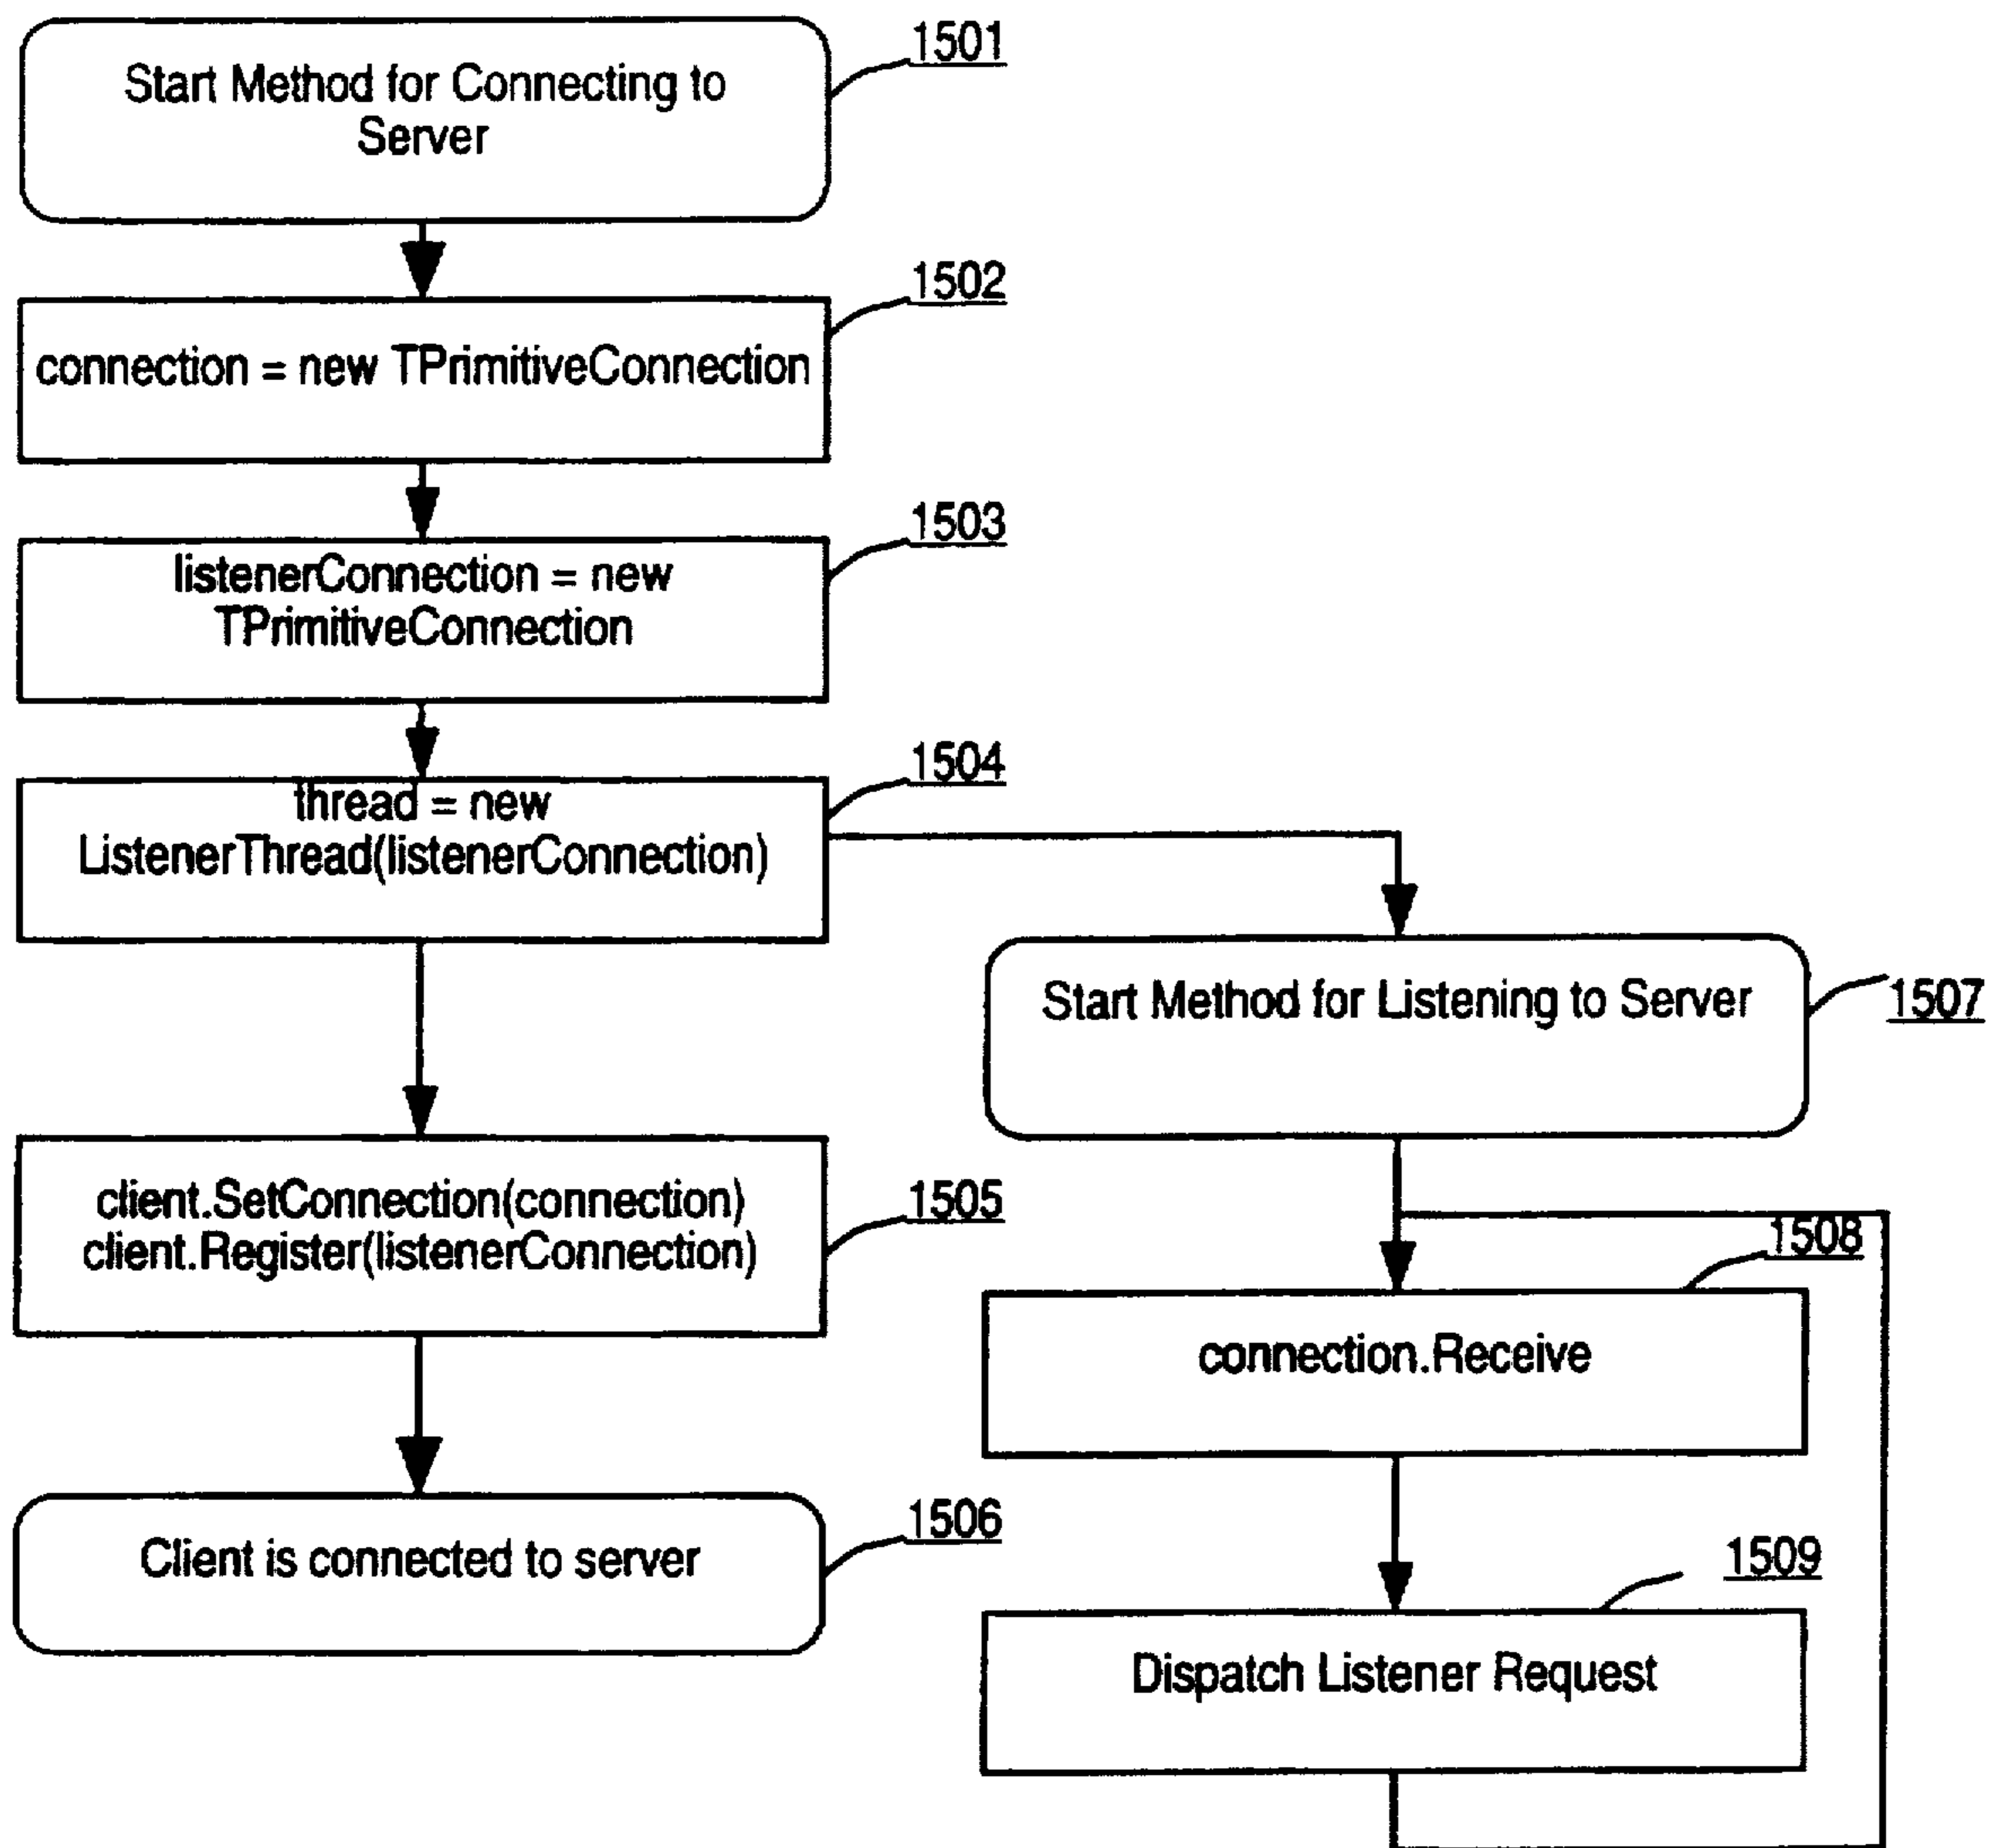 Start Method for Connecting to
Server
1501
connection = new TPrimitiveConnection
1502
listenerConnection = new
TPrimitiveConnection
1503
thread = new
ListenerThread(listenerConnection)
1504
client.SetConnection(connection)
client.Register(listenerConnection)
1505
Client is connected to server
1506
Start Method for Listening to Server
1507
connection.Receive
1508
Dispatch Listener Request
1509